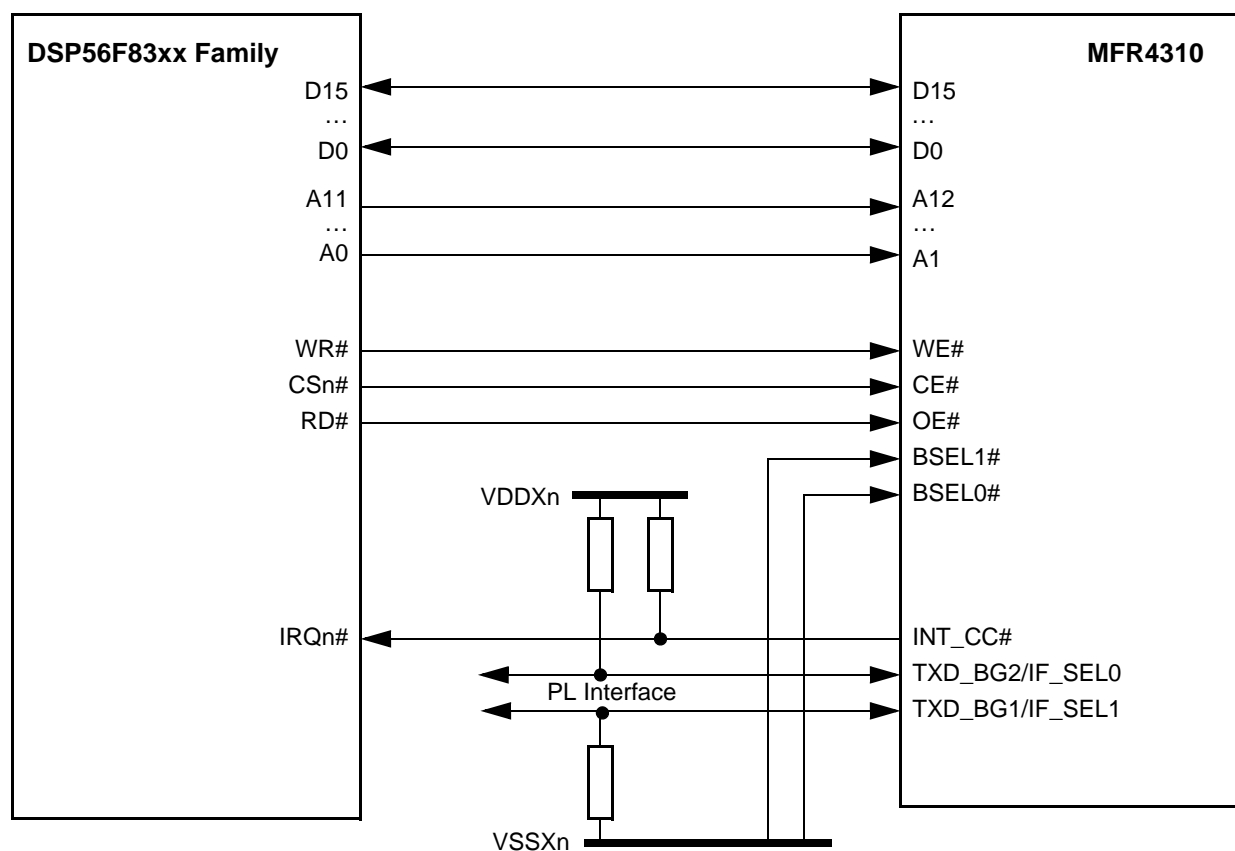 DSP56F83xx Family
MFR4310
D15
D15
...
...
D0
D0
A11
A12
...
...
A0
A1
WR#
WE#
CSn#
CE#
RD#
OE#
BSEL1#
VDDXn
BSEL0#
IRQn#
INT_CC#
TXD_BG2/IF_SEL0
PL Interface
TXD_BG1/IF_SEL1
VSSXn